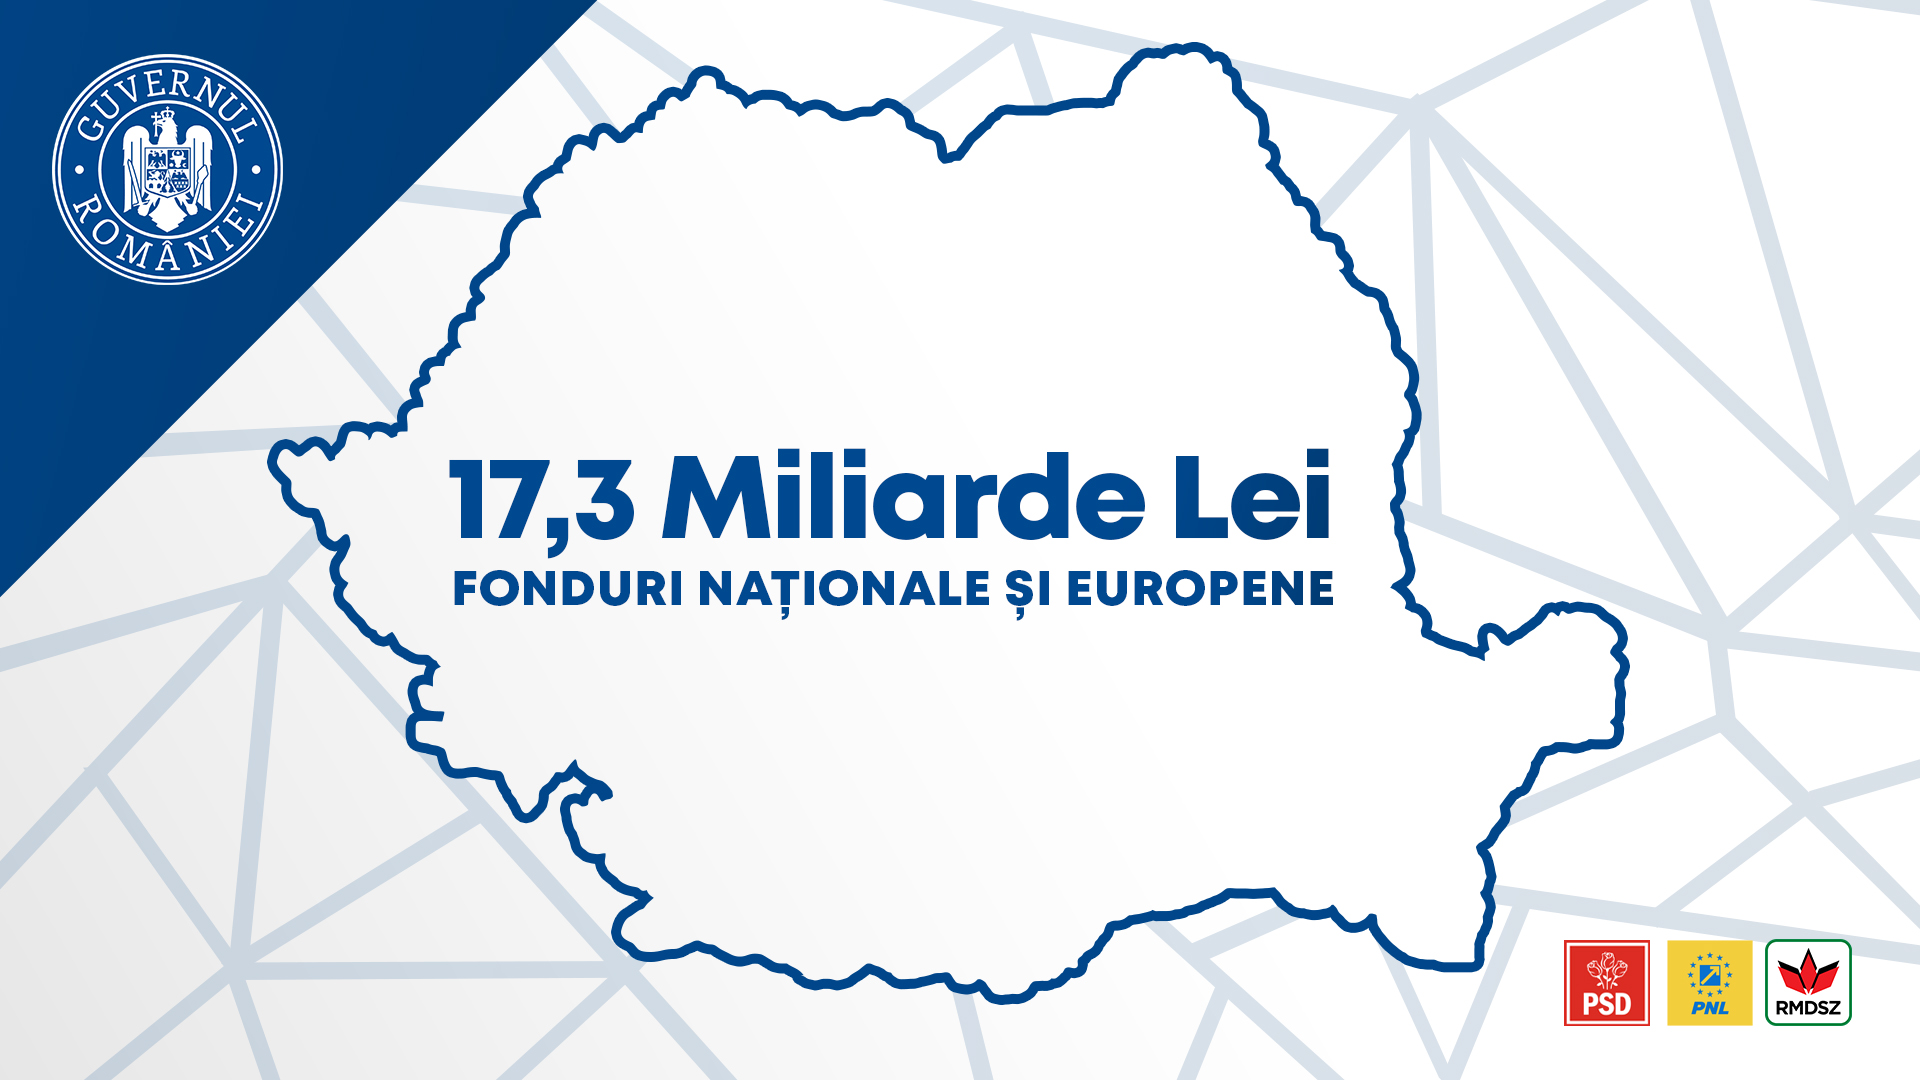 GUVERNUL
ROMÂNIEI
17,3 Miliarde Lei
FONDURI NAȚIONALE ȘI EUROPENE
PSD
PNL
RMDSZ